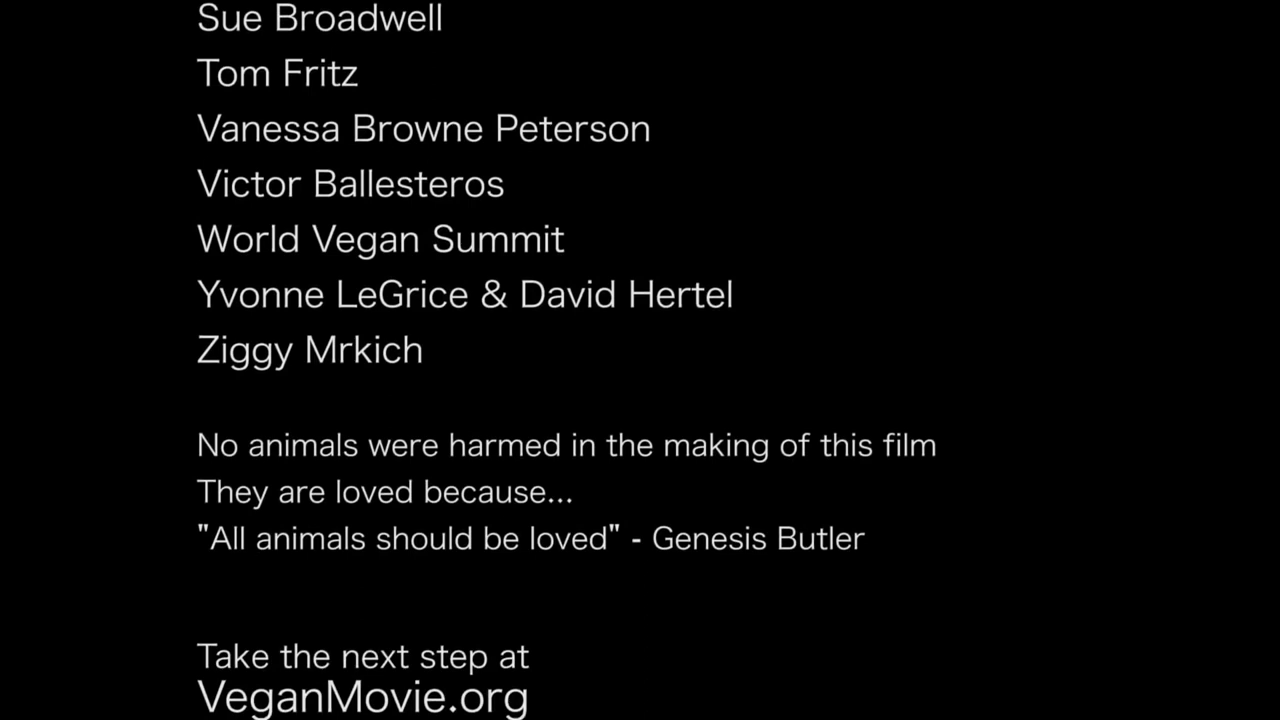 Sue Broadwell
Tom Fritz
Vanessa Browne Peterson
Victor Ballesteros
World Vegan Summit
Yvonne LeGrice & David Hertel
Ziggy Mrkich
No animals were harmed in the making of this film
They are loved because...
"All animals should be loved" - Genesis Butler
Take the next step at
VeganMovie.org